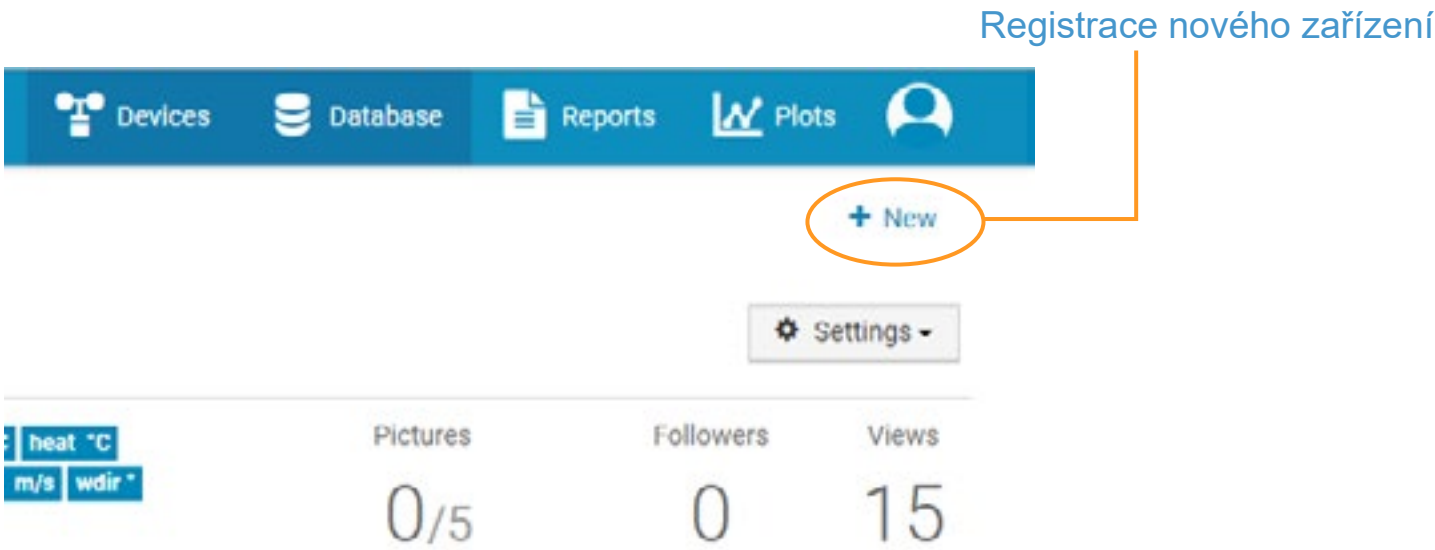 Registrace nového zařízení
Devices Database Reports Plots
+ New
Settings
heat °C
m/s wdir °
Pictures Followers Views
0/5 0 15